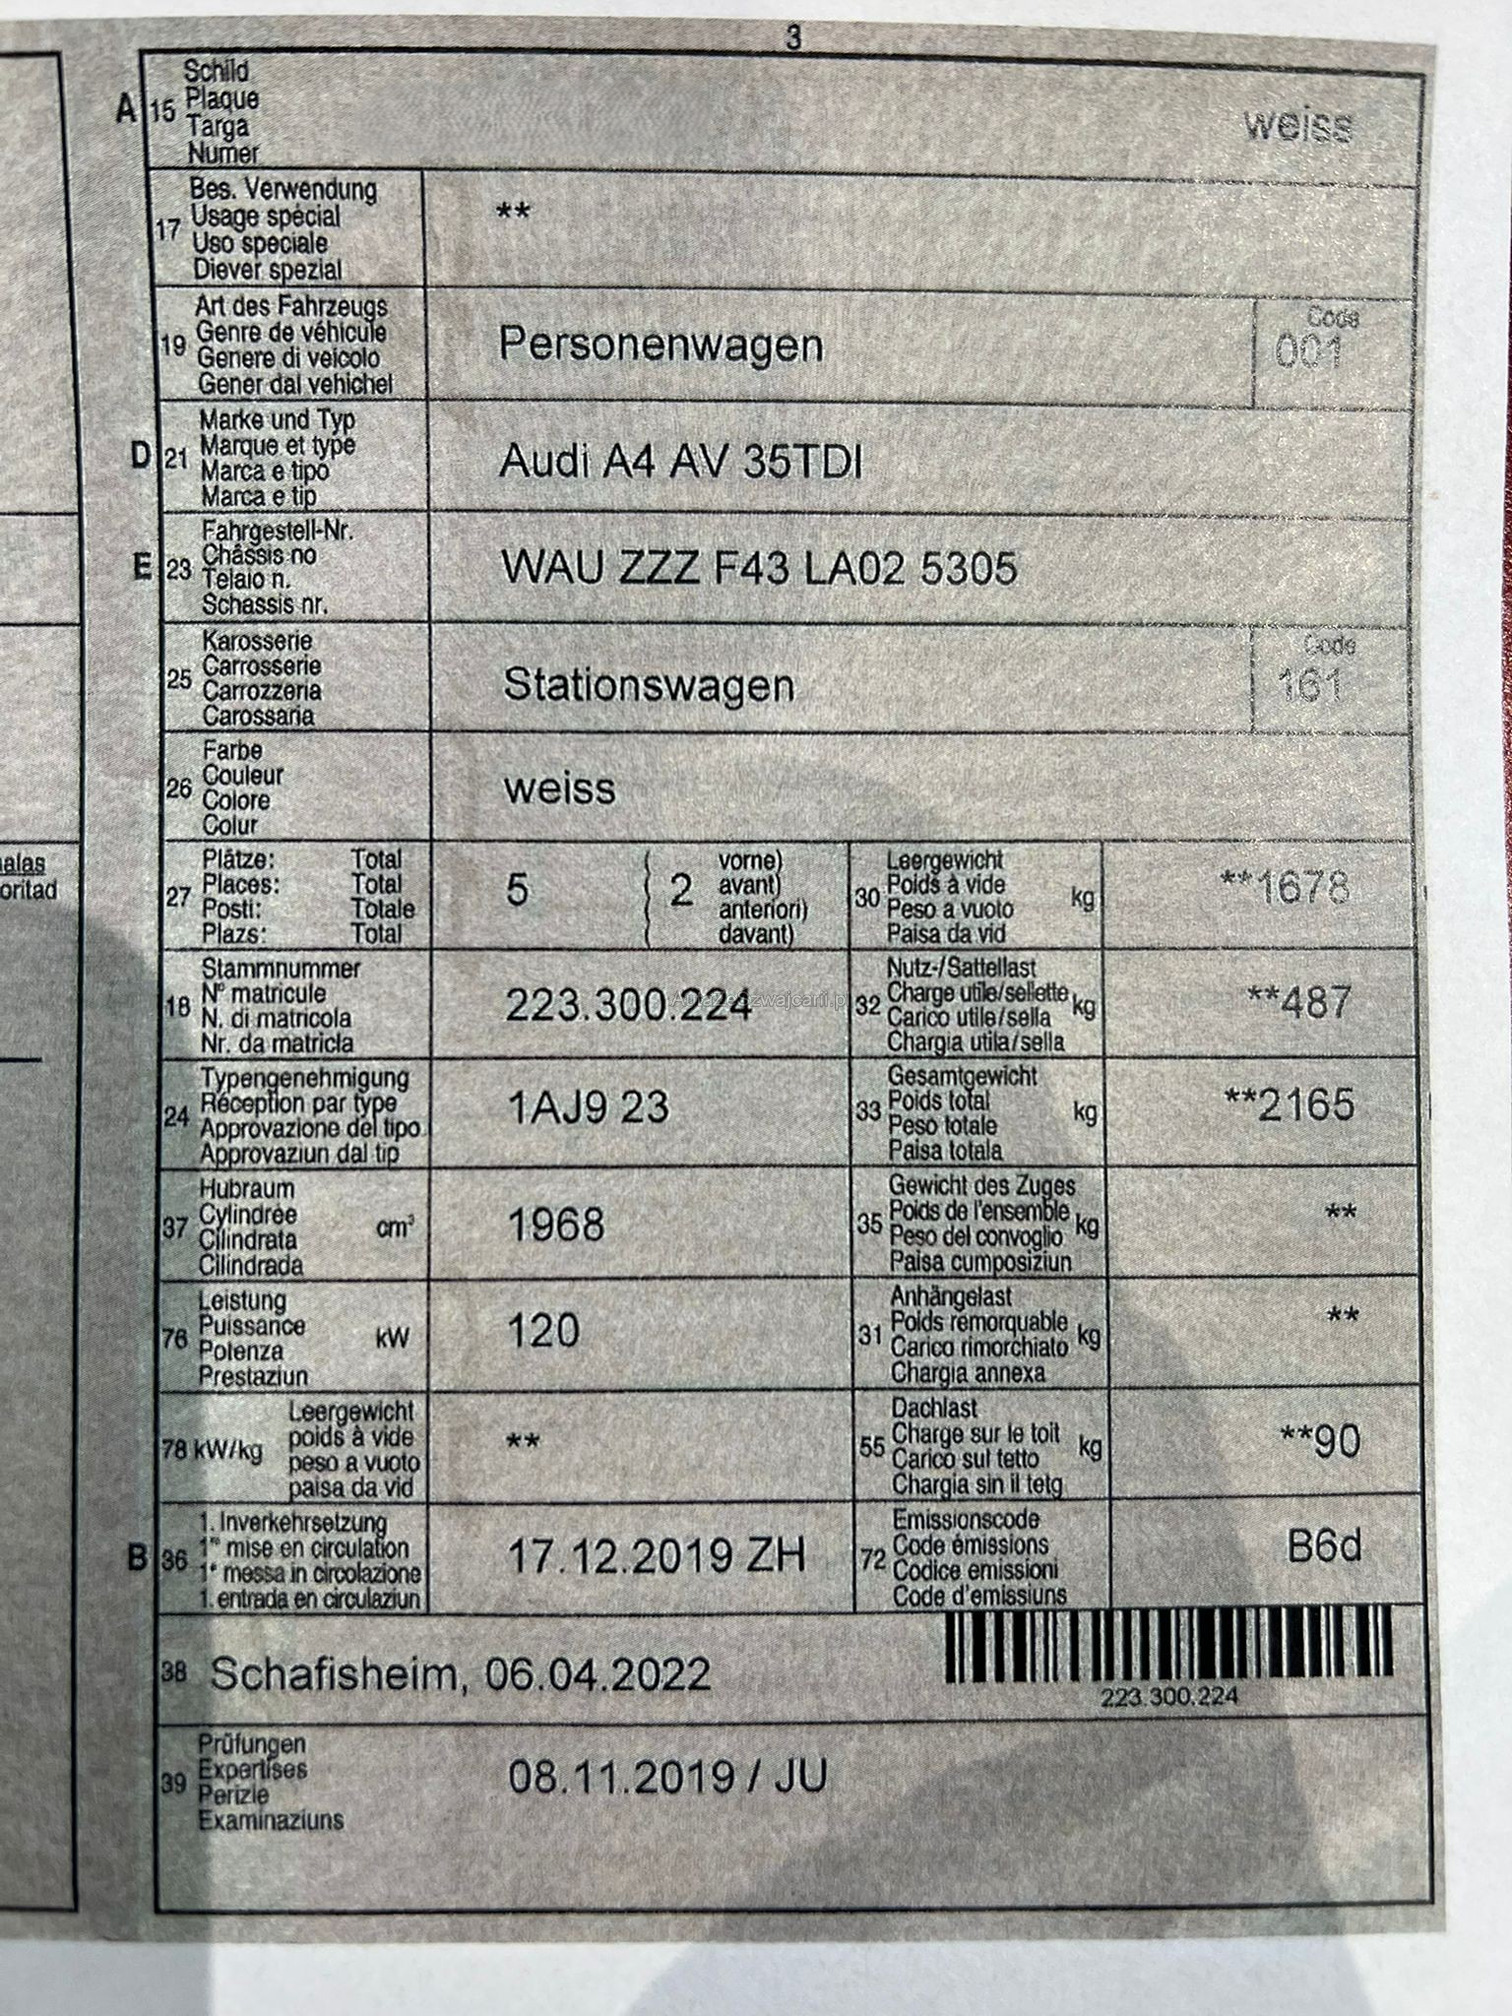 3
A 15 Schild
Plaque
Targa
Numer
weiss
17 Bes. Verwendung
Usage spécial
Uso speciale
Diever spezial
**
19 Art des Fahrzeugs
Genre de véhicule
Genere di veicolo
Gener dal vehichel
Personenwagen
Code
001
D 21 Marke und Typ
Marque et type
Marca e tipo
Marca e tip
Audi A4 AV 35TDI
E 23 Fahrgestell-Nr.
Châssis no
Telaio n.
Schassis nr.
WAU ZZZ F43 LA02 5305
25 Karosserie
Carrosserie
Carrozzeria
Carossaria
Stationswagen
Code
161
26 Farbe
Couleur
Colore
Colur
weiss
alas
oritad
27 Plätze: Total
Places: Total
Posti: Totale
Plazs: Total
5
( 2 vorne)
avant)
anteriori)
davant)
30 Leergewicht
Poids à vide
Peso a vuoto
Paisa da vid
kg
**1678
18 Stammnummer
N° matricule
N. di matricola
Nr. da matricla
223.300.224
32 Nutz-/Sattellast
Charge utile/sellette
Carico utile/sella
Chargia utila/sella
kg
**487
24 Typengenehmigung
Réception par type
Approvazione del tipo
Approvaziun dal tip
1AJ9 23
33 Gesamtgewicht
Poids total
Peso totale
Paisa totala
kg
**2165
37 Hubraum
Cylindrée
Cilindrata
Cilindrada
cm³
1968
35 Gewicht des Zuges
Poids de l'ensemble
Peso del convoglio
Paisa cumposiziun
kg
**
76 Leistung
Puissance
Potenza
Prestaziun
kW
120
31 Anhängelast
Poids remorquable
Carico rimorchiato
Chargia annexa
kg
**
78 kW/kg
Leergewicht
poids à vide
peso a vuoto
paisa da vid
**
55 Dachlast
Charge sur le toit
Carico sul tetto
Chargia sin il tetg
kg
**90
B 36 1. Inverkehrsetzung
1re mise en circulation
1a messa in circolazione
1. entrada en circulaziun
17.12.2019 ZH
72 Emissionscode
Code émissions
Codice emissioni
Code d'emissiuns
B6d
38 Schafisheim, 06.04.2022
223.300.224
39 Prüfungen
Expertises
Perizie
Examinaziuns
08.11.2019 / JU